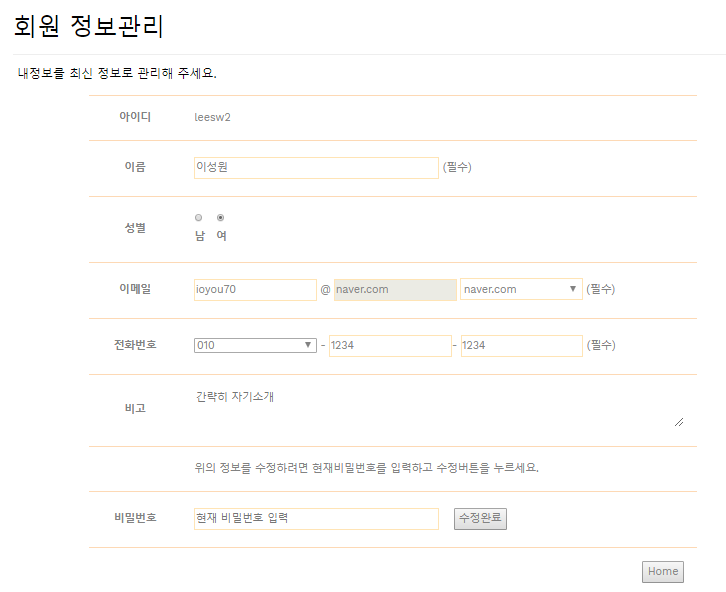 회원 정보관리
내정보를 최신 정보로 관리해 주세요.
아이디 leesw2
이름 이성원 (필수)
성별 남 여
이메일 ioyou70 @ naver.com naver.com (필수)
전화번호 010 - 1234 - 1234 (필수)
비고 간략히 자기소개
위의 정보를 수정하려면 현재비밀번호를 입력하고 수정버튼을 누르세요.
비밀번호 현재 비밀번호 입력 수정완료
Home